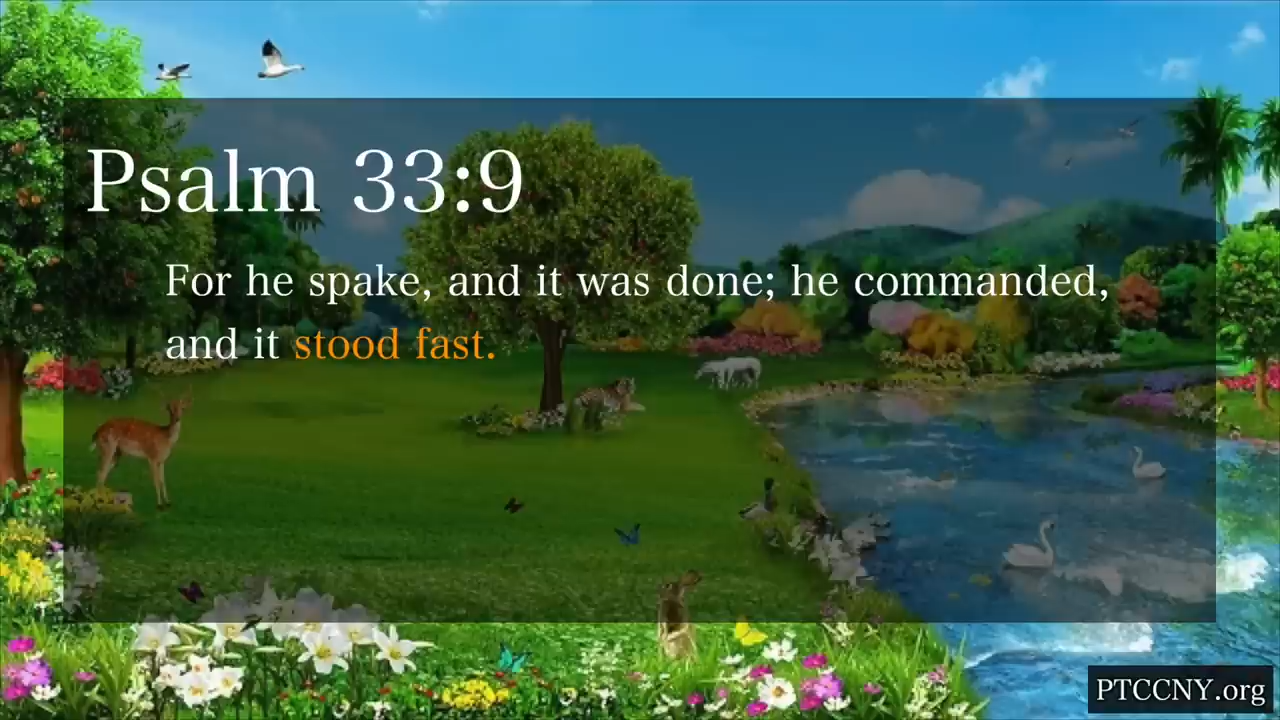 Psalm 33:9
For he spake, and it was done; he commanded,
and it stood fast.
PTCCNY.org